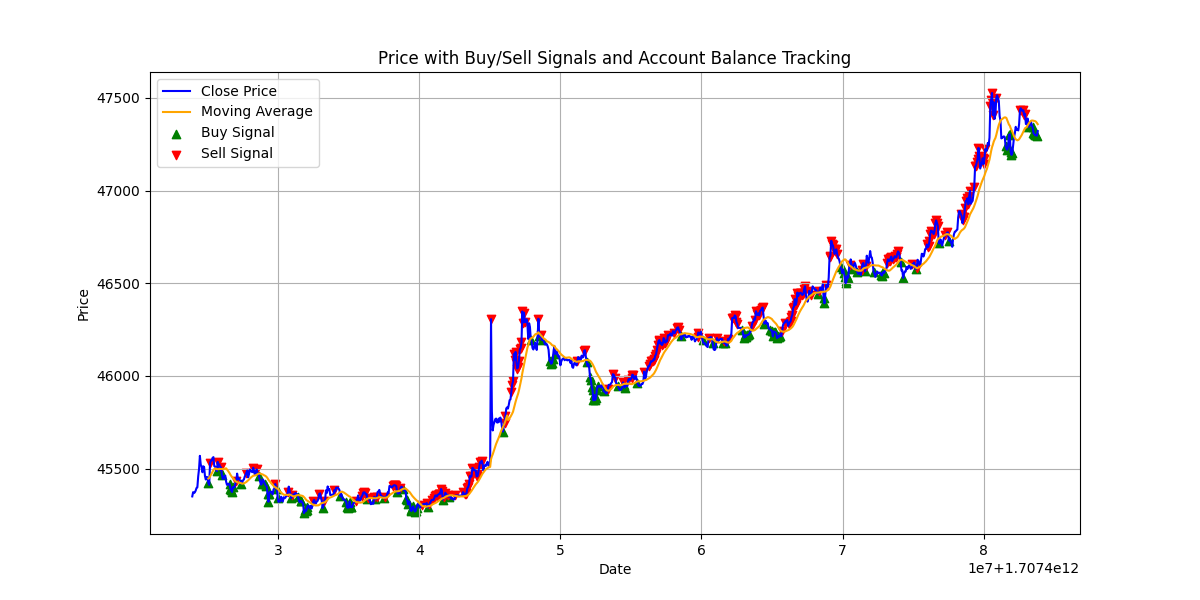 Price with Buy/Sell Signals and Account Balance Tracking
Close Price
Moving Average
Buy Signal
Sell Signal
47500
47000
46500
46000
45500
Price
3 4 5 6 7 8
Date
1e7+1.7074e12